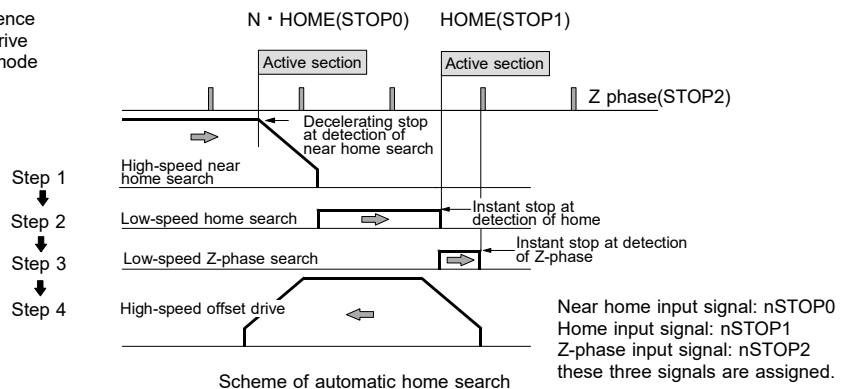 ence
rive
mode
N・HOME(STOP0)
HOME(STOP1)
Active section
Active section
Z phase(STOP2)
Decelerating stop
at detection of
near home search
Step 1
High-speed near
home search
Step 2
Low-speed home search
Instant stop at
detection of home
Step 3
Low-speed Z-phase search
Instant stop at detection
of Z-phase
Step 4
High-speed offset drive
Near home input signal: nSTOP0
Home input signal: nSTOP1
Z-phase input signal: nSTOP2
these three signals are assigned.
Scheme of automatic home search